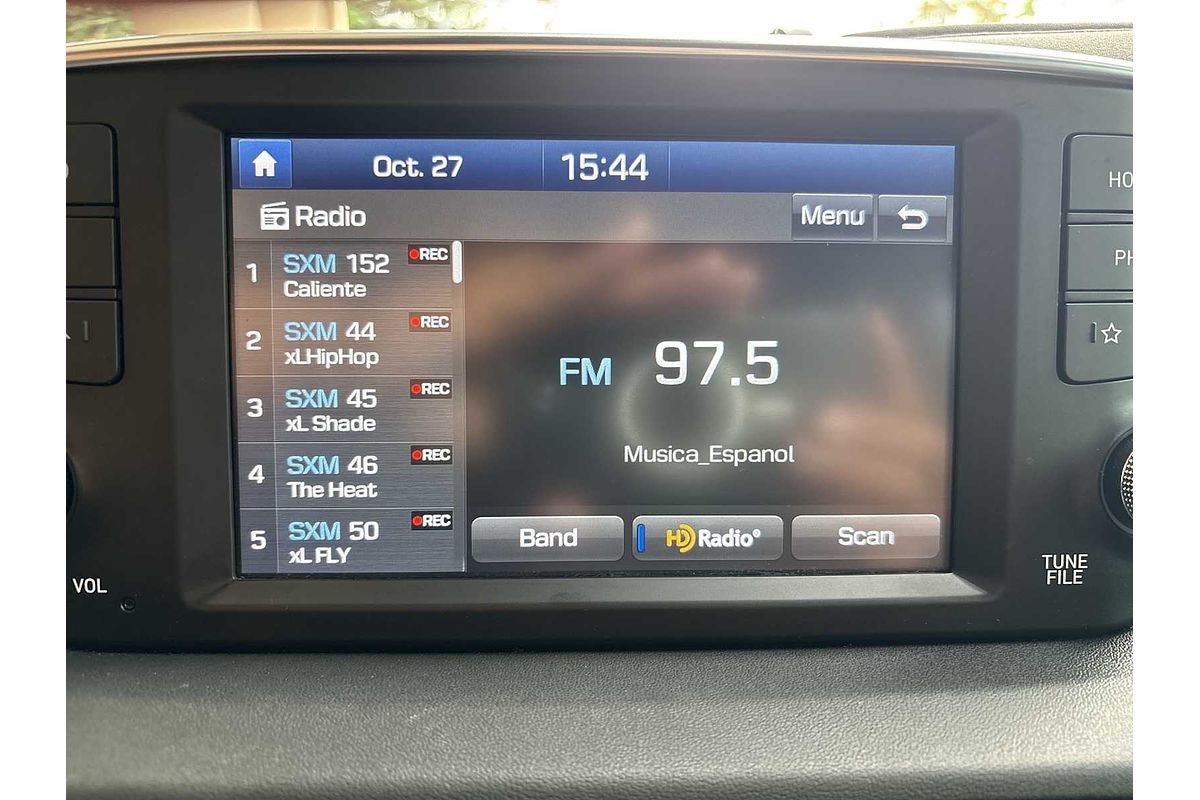 Oct. 27 15:44
Radio Menu
1 SXM 152 REC
Caliente
2 SXM 44 REC
xLHipHop
3 SXM 45 REC
xL Shade
4 SXM 46 REC
The Heat
5 SXM 50 REC
xL FLY
FM 97.5
Musica_Espanol
Band HD Radio® Scan
VOL
HO
PH
TUNE
FILE